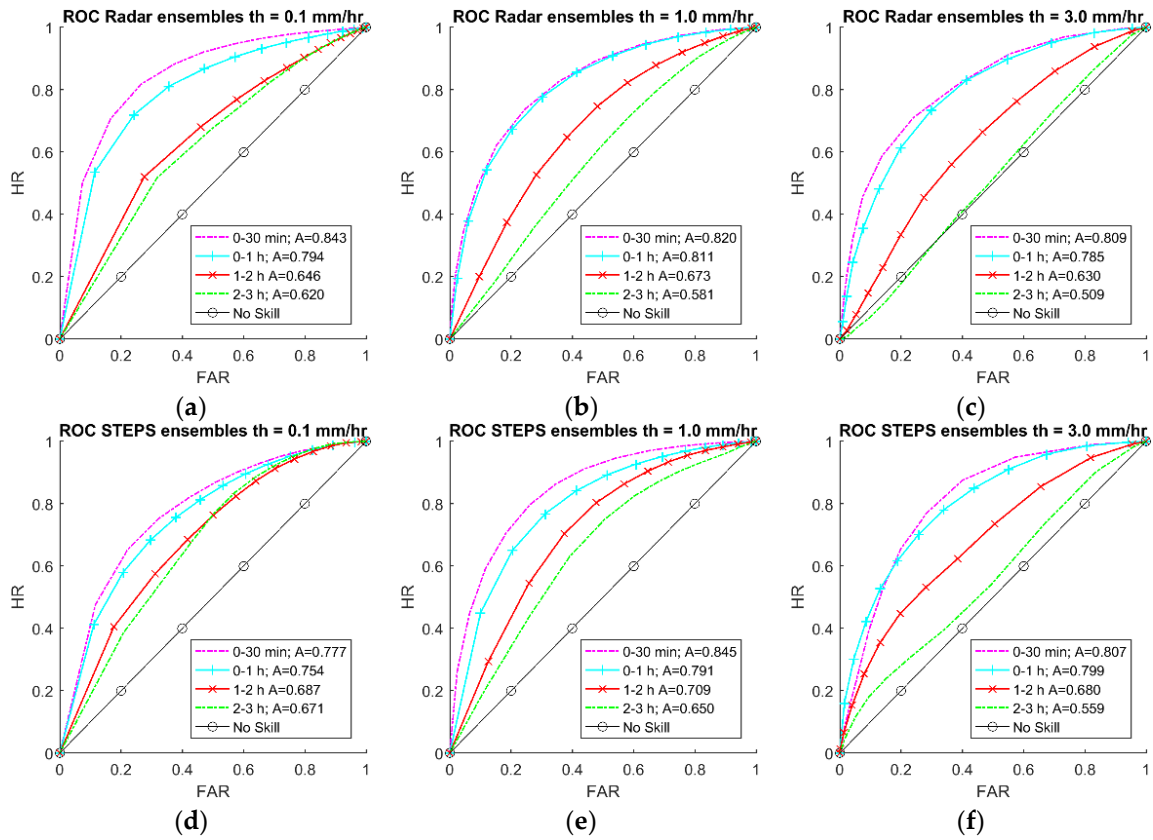 ROC Radar ensembles th = 0.1 mm/hr
1
0.8
0.6
0.4
0.2
0
HR
0-30 min; A=0.843
0-1 h; A=0.794
1-2 h A=0.646
2-3 h; A=0.620
No Skill
0 0.2 0.4 0.6 0.8 1
FAR
(a)
ROC Radar ensembles th = 1.0 mm/hr
1
0.8
0.6
0.4
0.2
0
HR
0-30 min; A=0.820
0-1 h; A=0.811
1-2 h A=0.673
2-3 h; A=0.581
No Skill
0 0.2 0.4 0.6 0.8 1
FAR
(b)
ROC Radar ensembles th = 3.0 mm/hr
1
0.8
0.6
0.4
0.2
0
HR
0-30 min; A=0.809
0-1 h; A=0.785
1-2 h A=0.630
2-3 h; A=0.509
No Skill
0 0.2 0.4 0.6 0.8 1
FAR
(c)
ROC STEPS ensembles th = 0.1 mm/hr
1
0.8
0.6
0.4
0.2
0
HR
0-30 min; A=0.777
0-1 h; A=0.754
1-2 h A=0.687
2-3 h; A=0.671
No Skill
0 0.2 0.4 0.6 0.8 1
FAR
(d)
ROC STEPS ensembles th = 1.0 mm/hr
1
0.8
0.6
0.4
0.2
0
HR
0-30 min; A=0.845
0-1 h; A=0.791
1-2 h A=0.709
2-3 h; A=0.650
No Skill
0 0.2 0.4 0.6 0.8 1
FAR
(e)
ROC STEPS ensembles th = 3.0 mm/hr
1
0.8
0.6
0.4
0.2
0
HR
0-30 min; A=0.807
0-1 h; A=0.799
1-2 h A=0.680
2-3 h; A=0.559
No Skill
0 0.2 0.4 0.6 0.8 1
FAR
(f)